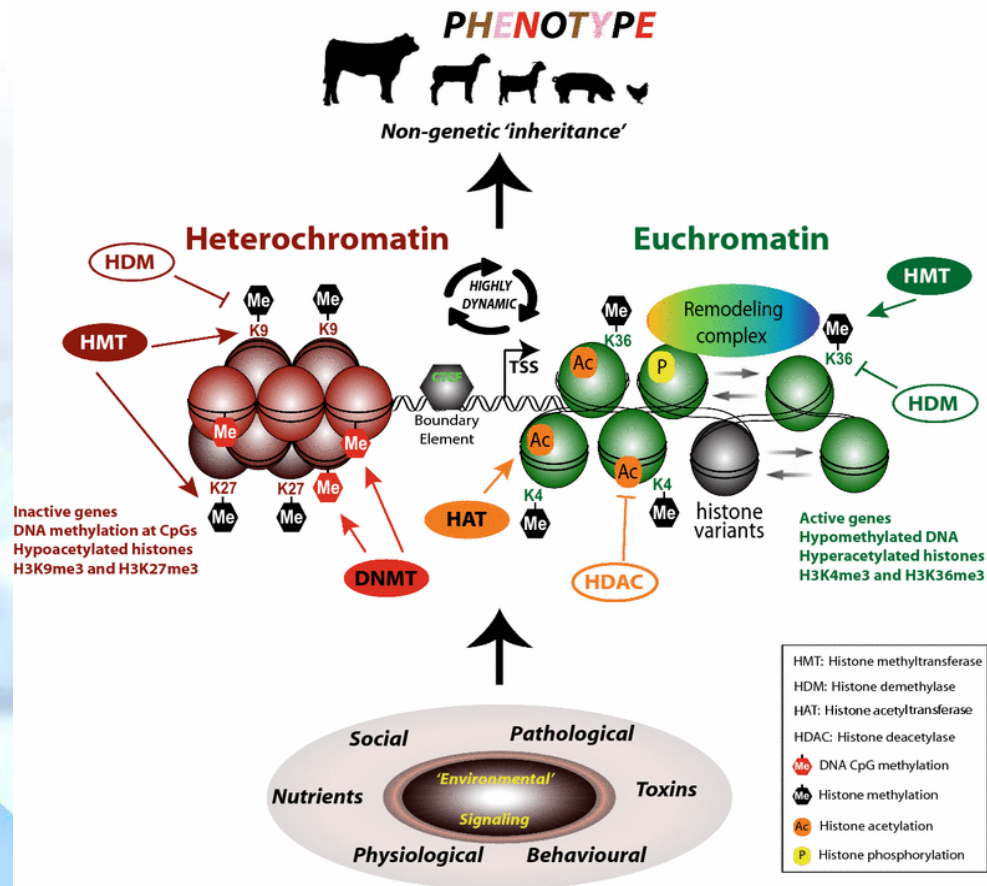 PHENOTYPE
Non-genetic 'inheritance'
Heterochromatin
Euchromatin
HDM
HMT
Me
Me
K9
K9
HMT
HIGHLY
DYNAMIC
Me
K36
Remodeling
complex
Me
K36
Ac
P
TSS
CTCF
Boundary
Element
HDM
Me
Me
Me
Ac
Ac
K27
K27
Me
Me
K4
Me
K4
Me
HAT
histone
variants
DNMT
HDAC
Inactive genes
DNA methylation at CpGs
Hypoacetylated histones
H3K9me3 and H3K27me3
Active genes
Hypomethylated DNA
Hyperacetylated histones
H3K4me3 and H3K36me3
Social
Pathological
Nutrients
'Environmental'
Signaling
Toxins
Physiological
Behavioural
HMT: Histone methyltransferase
HDM: Histone demethylase
HAT: Histone acetyltransferase
HDAC: Histone deacetylase
Me DNA CpG methylation
Me Histone methylation
Ac Histone acetylation
P Histone phosphorylation